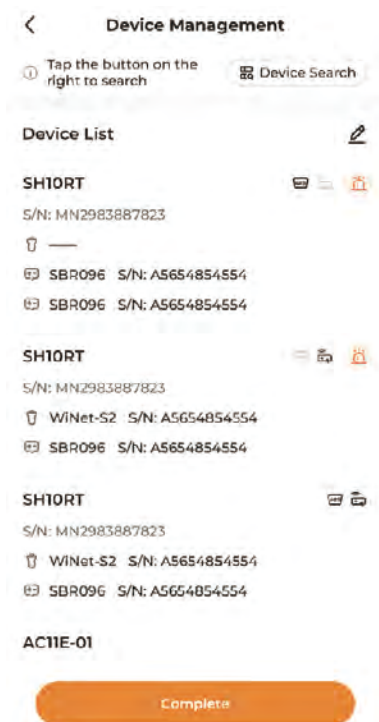 Device Management
Tap the button on the
right to search
Device Search
Device List
SH10RT
S/N: MN2983887823
SBR096 S/N: A5654854554
SBR096 S/N: A5654854554
SH10RT
S/N: MN2983887823
WiNet-S2 S/N: A5654854554
SBR096 S/N: A5654854554
SH10RT
S/N: MN2983887823
WiNet-S2 S/N: A5654854554
SBR096 S/N: A5654854554
AC11E-01
Complete